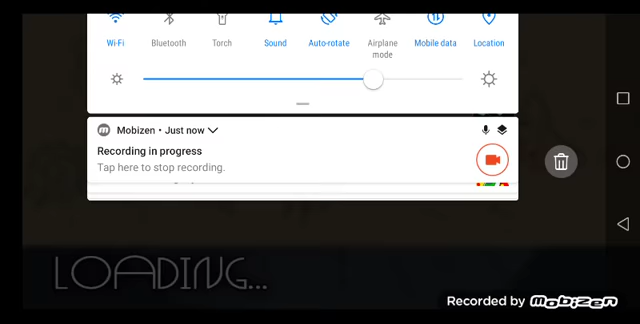 Wi-Fi
Bluetooth
Torch
Sound
Auto-rotate
Airplane
mode
Mobile data
Location
m Mobizen • Just now
Recording in progress
Tap here to stop recording.
LOADING...
Recorded by Mobizen